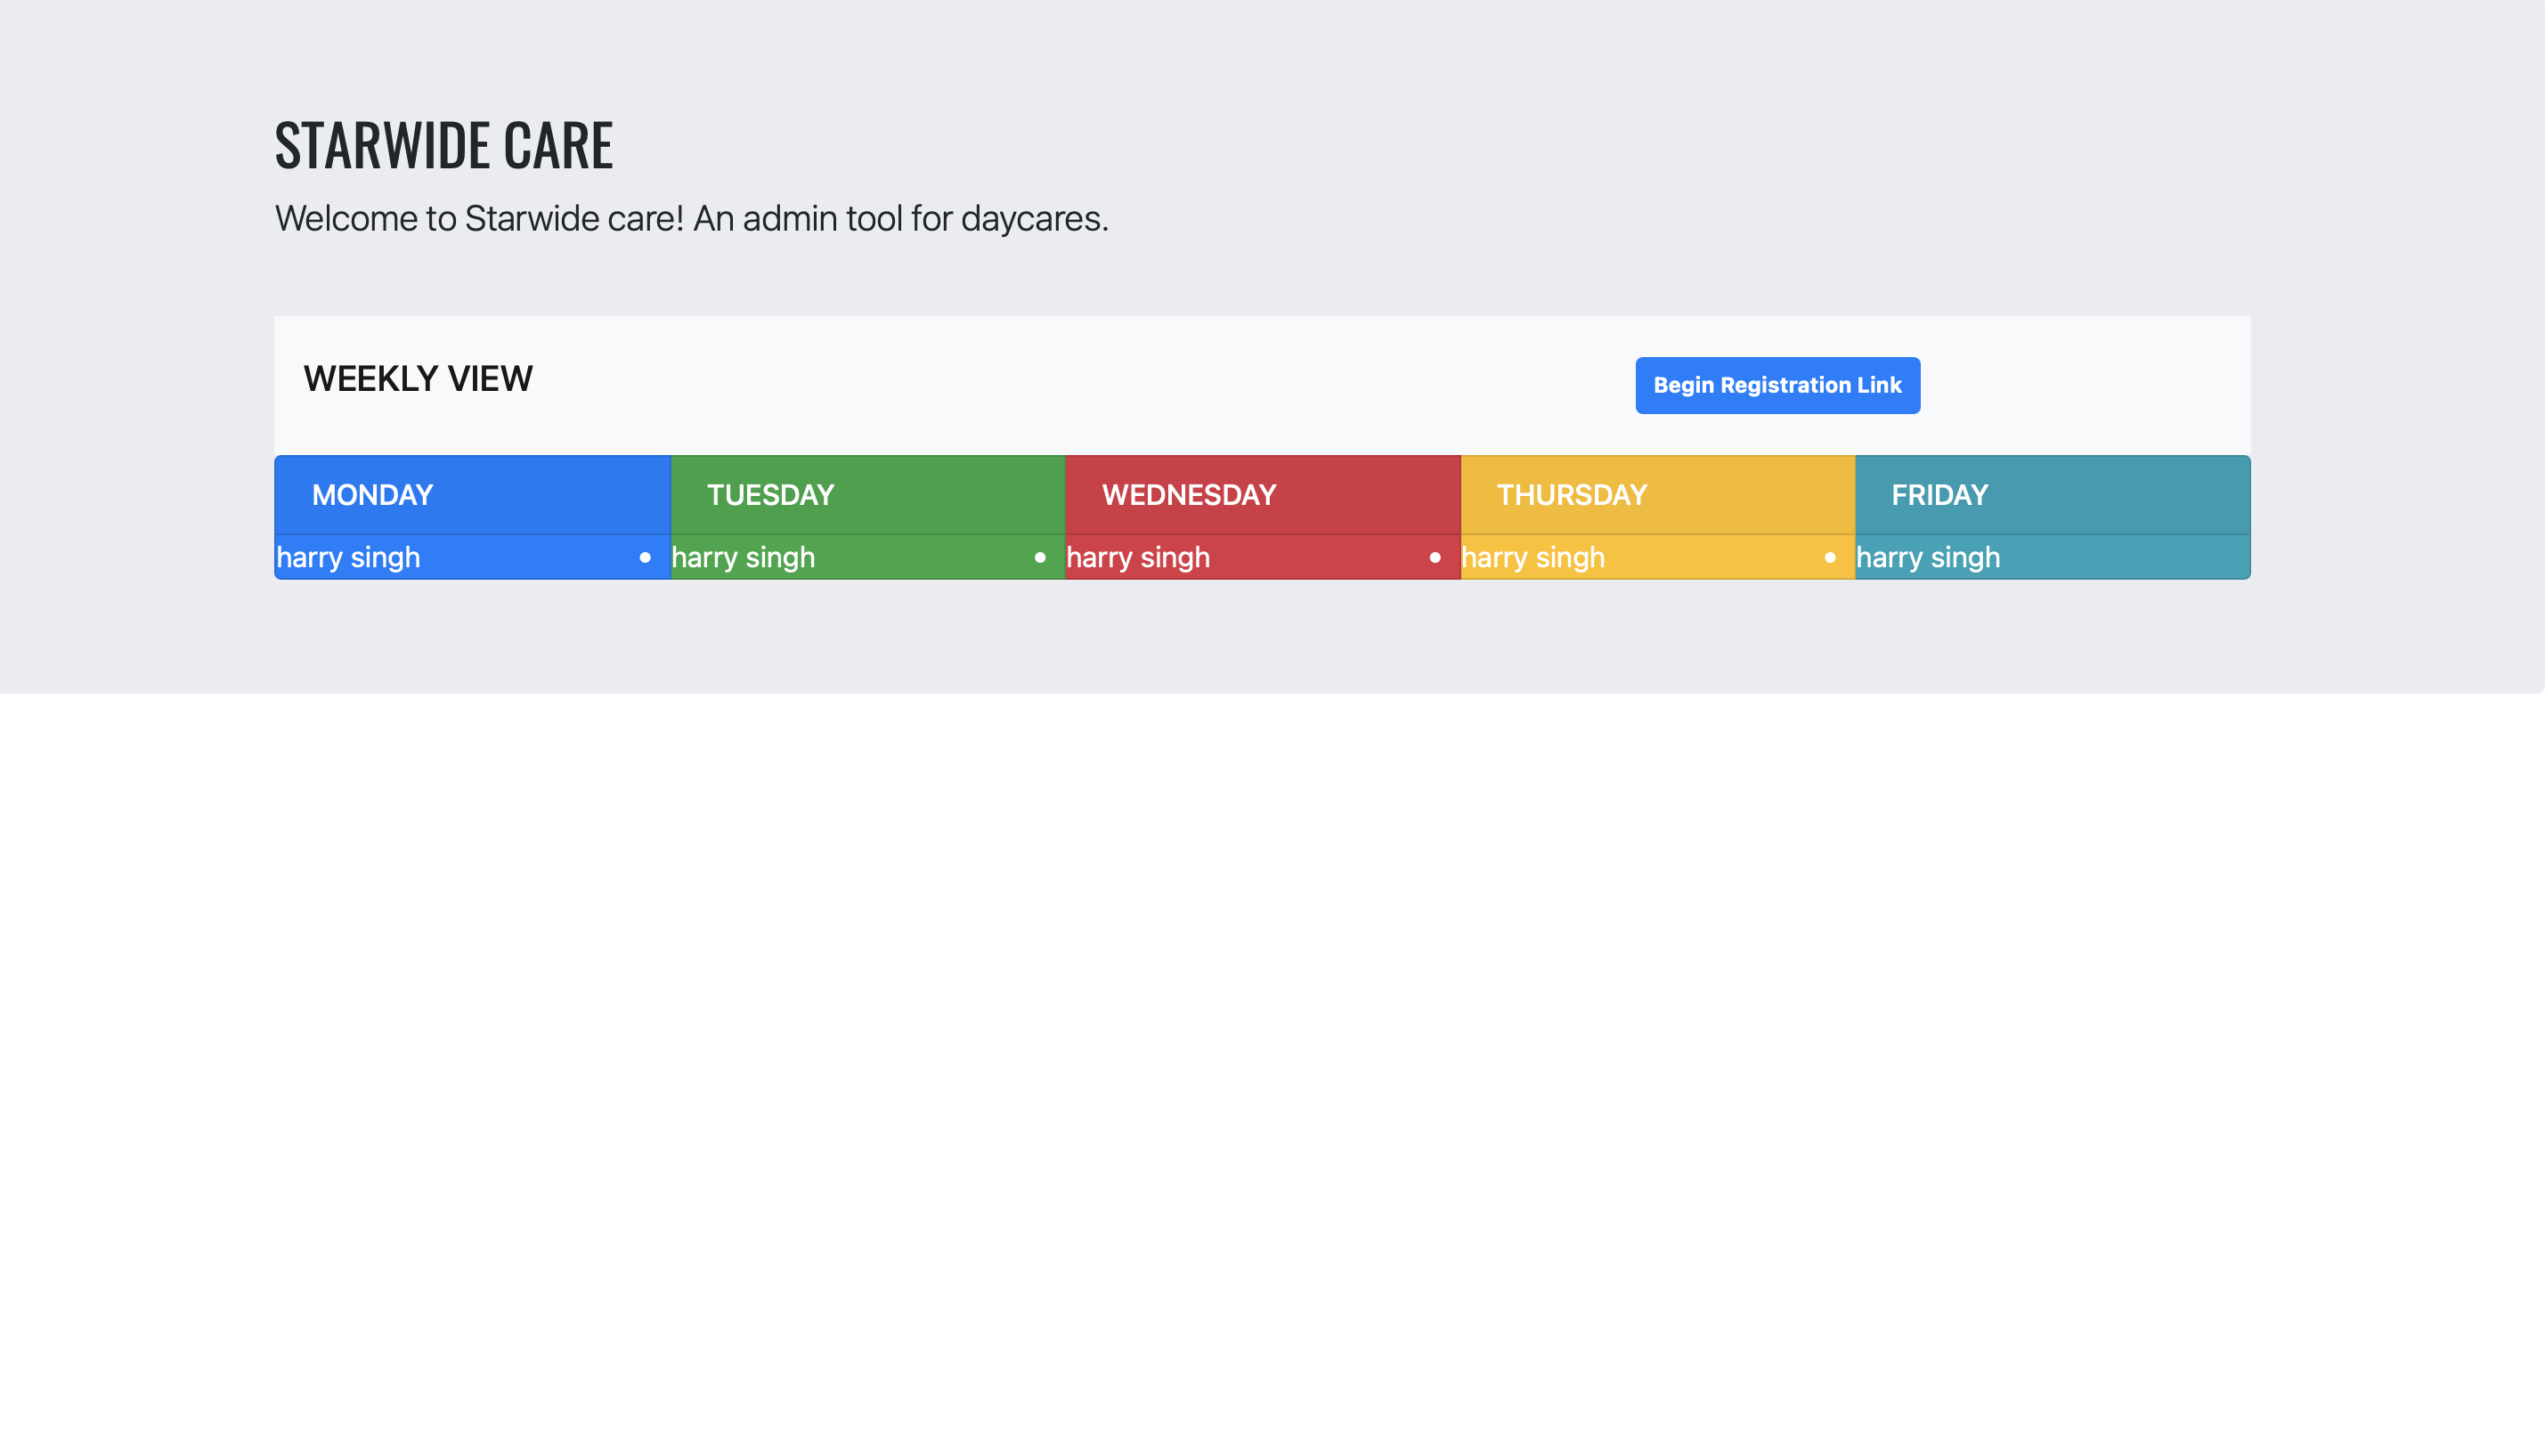 STARWIDE CARE
Welcome to Starwide care! An admin tool for daycares.
WEEKLY VIEW
Begin Registration Link
MONDAY TUESDAY WEDNESDAY THURSDAY FRIDAY
harry singh • harry singh • harry singh • harry singh • harry singh